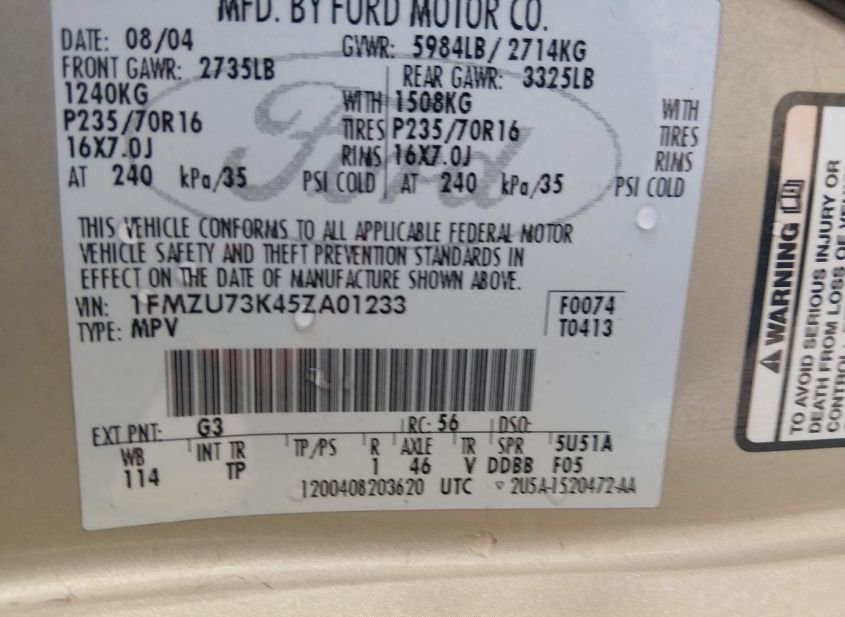 MFD. BY FORD MOTOR CO.
DATE: 08/04 GVWR: 5984LB/2714KG
FRONT GAWR: 2735LB REAR GAWR: 3325LB
1240KG WITH 1508KG WITH
P235/70R16 TIRES P235/70R16 TIRES
16X7.0J RIMS 16X7.0J RIMS
AT 240 kPa/35 PSI COLD AT 240 kPa/35 PSI COLD
Ford
THIS VEHICLE CONFORMS TO ALL APPLICABLE FEDERAL MOTOR
VEHICLE SAFETY AND THEFT PREVENTION STANDARDS IN
EFFECT ON THE DATE OF MANUFACTURE SHOWN ABOVE.
VIN: 1FMZU73K45ZA01233 F0074
TYPE: MPV T0413
EXT PNT: G3 RC: 56 DSO:
WB INT TR TP/PS R AXLE TR SPR 5U51A
114 TP 1 46 V DDBB F05
1200408203620 UTC 2U5A-1520472-AA
WARNING
TO AVOID SERIOUS INJURY OR
DEATH FROM LOSS OF